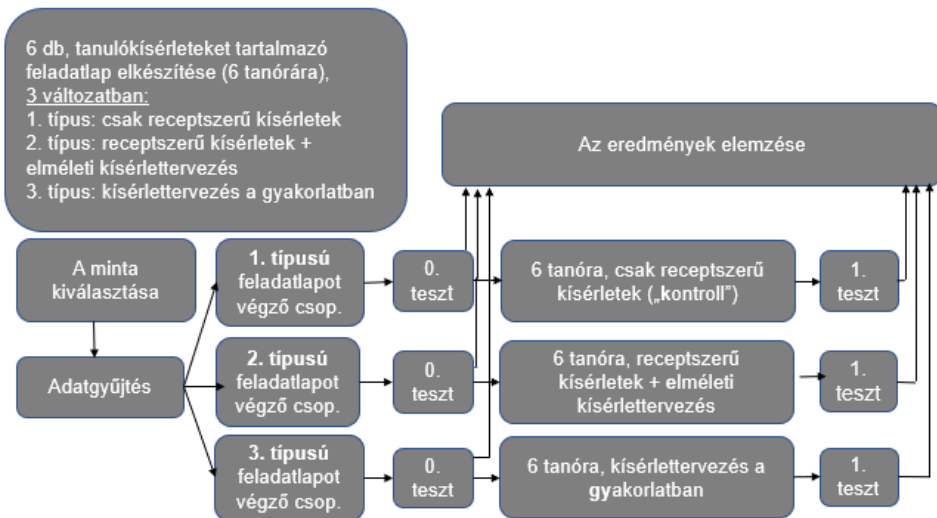 6 db, tanulókísérleteket tartalmazó
feladatlap elkészítése (6 tanórára),
3 változatban:
1. típus: csak receptszerű kísérletek
2. típus: receptszerű kísérletek +
elméleti kísérlettervezés
3. típus: kísérlettervezés a gyakorlatban
Az eredmények elemzése
A minta
kiválasztása
Adatgyűjtés
1. típusú
feladatlapot
végző csop.
0.
teszt
6 tanóra, csak receptszerű
kísérletek („kontroll”)
1.
teszt
2. típusú
feladatlapot
végző csop.
0.
teszt
6 tanóra, receptszerű
kísérletek + elméleti
kísérlettervezés
1.
teszt
3. típusú
feladatlapot
végző csop.
0.
teszt
6 tanóra, kísérlettervezés a
gyakorlatban
1.
teszt